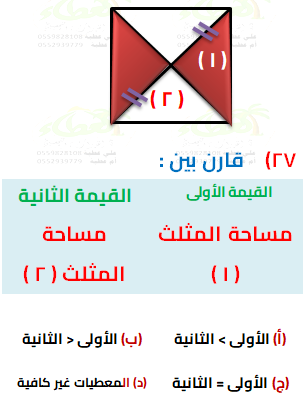 ( ١ )
( ٢ )
٢٧) قارن بين :
القيمة الأولى
القيمة الثانية
مساحة المثلث
( ١ )
مساحة
المثلث ( ٢ )
(أ) الأولى > الثانية
(ب) الأولى < الثانية
(ج) الأولى = الثانية
(د) المعطيات غير كافية